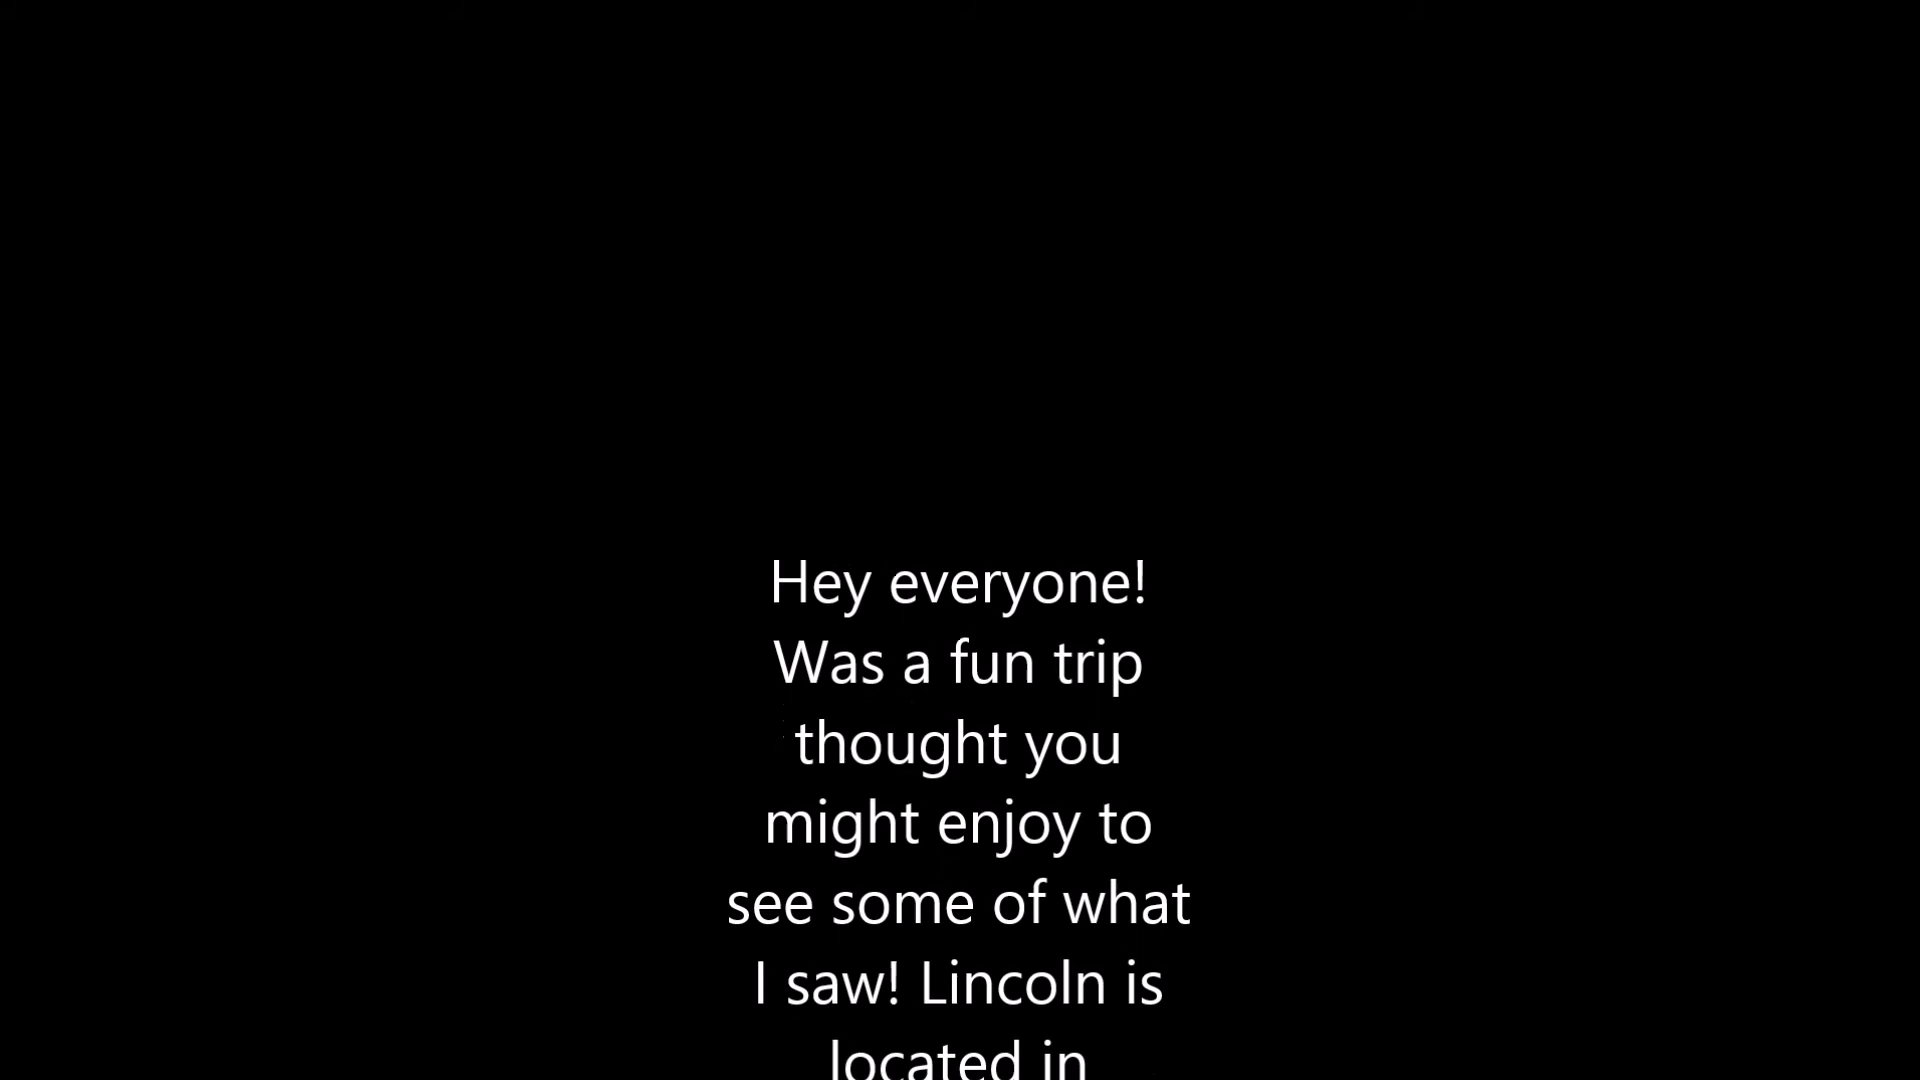 Hey everyone!
Was a fun trip
thought you
might enjoy to
see some of what
I saw! Lincoln is
located in